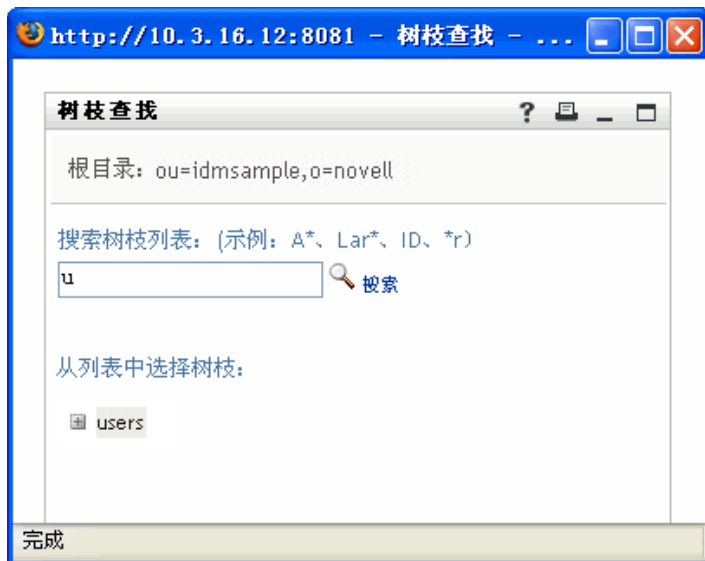 http://10.3.16.12:8081 - 树枝查找 - ...
树枝查找
根目录: ou=idmsample,o=novell
搜索树枝列表: (示例: A*、Lar*、ID、*r)
u 搜索
从列表中选择树枝:
users
完成